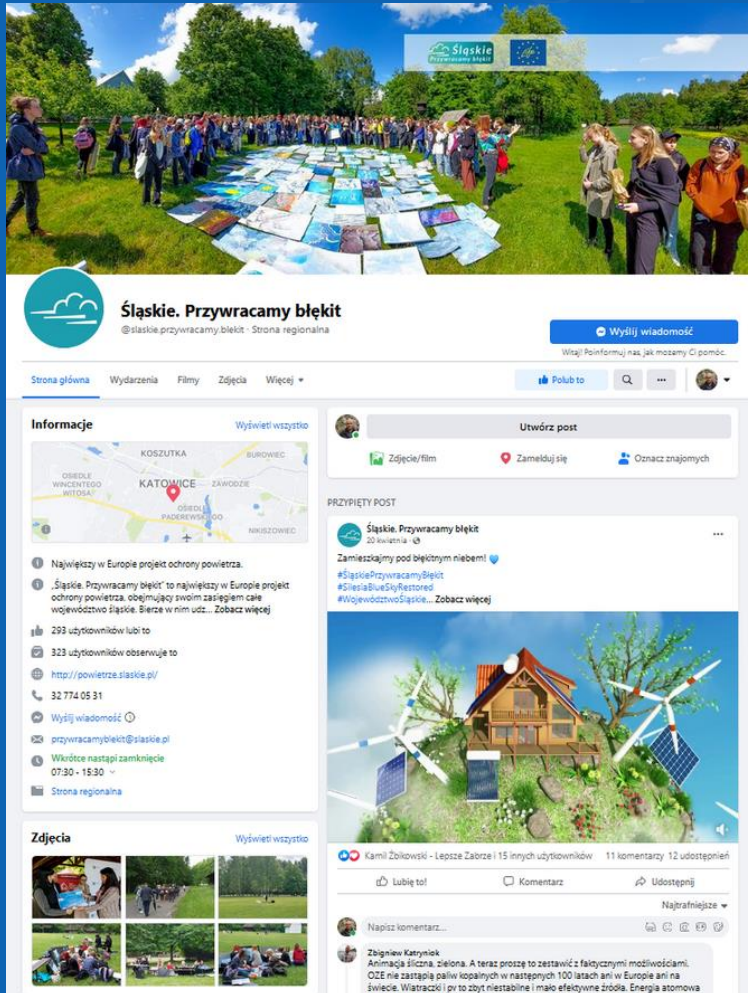 Śląskie
Przywracamy błękit
Śląskie. Przywracamy błękit
@slaskie.przywracamy.blekit · Strona regionalna
Wyślij wiadomość
Witaj! Poinformuj nas, jak możemy Ci pomóc.
Strona główna Wydarzenia Filmy Zdjęcia Więcej
Polub to
Informacje Wyświetl wszystko
KOSZUTKA
BUROWIEC
OSIEDLE
WINCENTEGO
WITOSA
KATOWICE
ZAWODZIE
OSIEDLE
PADEREWSKIEGO
NIKISZOWIEC
Największy w Europie projekt ochrony powietrza.
„Śląskie. Przywracamy błękit” to największy w Europie projekt
ochrony powietrza, obejmujący swoim zasięgiem całe
województwo śląskie. Bierze w nim udz... Zobacz więcej
293 użytkowników lubi to
323 użytkowników obserwuje to
http://powietrze.slaskie.pl/
32 774 05 31
Wyślij wiadomość
przywracamyblekit@slaskie.pl
Wkrótce nastąpi zamknięcie
07:30 - 15:30
Strona regionalna
Zdjęcia Wyświetl wszystko
Utwórz post
Zdjęcie/film Zamelduj się Oznacz znajomych
PRZYPIĘTY POST
Śląskie. Przywracamy błękit
20 kwietnia ·
Zamieszkajmy pod błękitnym niebem!
#ŚląskiePrzywracamyBłękit
#SilesiaBlueSkyRestored
#WojewództwoŚląskie... Zobacz więcej
Kamil Żbikowski - Lepsze Zabrze i 15 innych użytkowników 11 komentarzy 12 udostępnień
Lubię to! Komentarz Udostępnij
Najtrafniejsze
Napisz komentarz...
Zbigniew Katryniok
Animacja śliczna, zielona. A teraz proszę to zestawić z faktycznymi możliwościami.
OZE nie zastąpią paliw kopalnych w następnych 100 latach ani w Europie ani na
świecie. Wiatraczki i pv to zbyt niestabilne i mało efektywne źródła. Energia atomowa